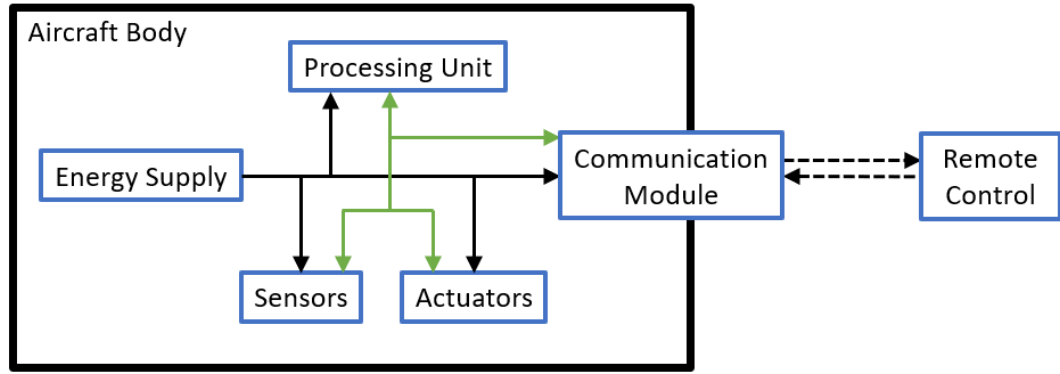 Aircraft Body
Processing Unit
Energy Supply
Communication
Module
Remote
Control
Sensors
Actuators